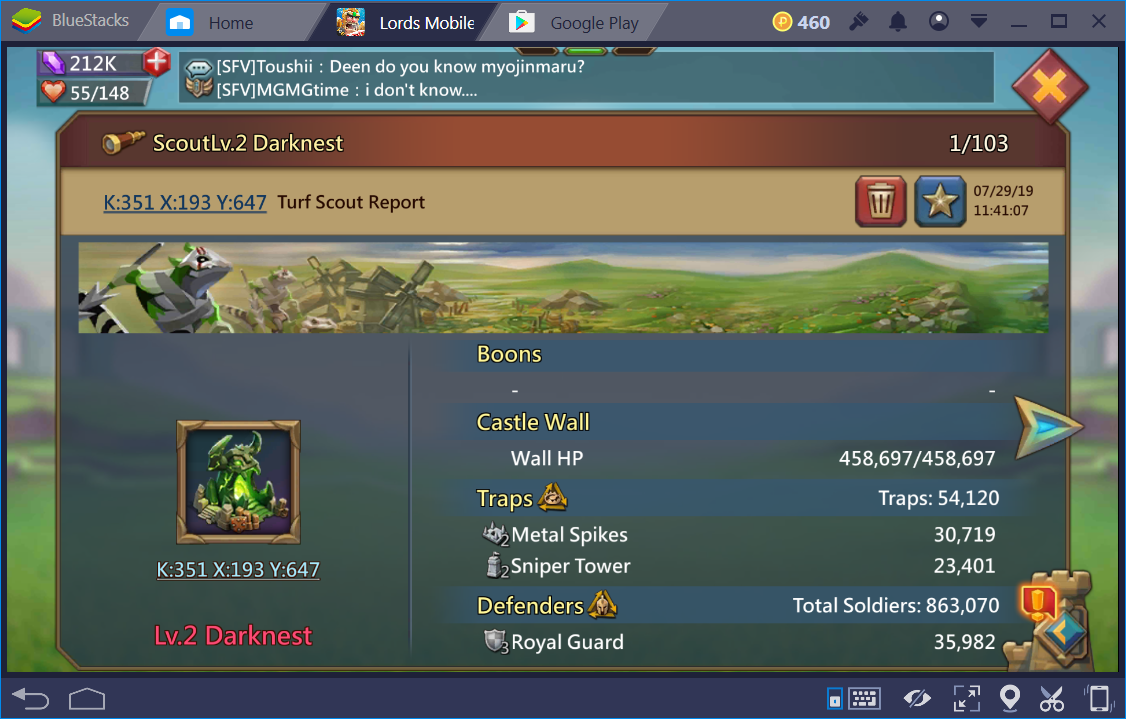 BlueStacks Home Lords Mobile Google Play 460
212K
55/148
[SFV]Toushii : Deen do you know myojinmaru?
[SFV]MGMGtime : i don't know....
ScoutLv.2 Darknest 1/103
K:351 X:193 Y:647 Turf Scout Report
07/29/19
11:41:07
Boons
- -
Castle Wall
Wall HP 458,697/458,697
Traps Traps: 54,120
2 Metal Spikes 30,719
2 Sniper Tower 23,401
Defenders Total Soldiers: 863,070
3 Royal Guard 35,982
K:351 X:193 Y:647
Lv.2 Darknest